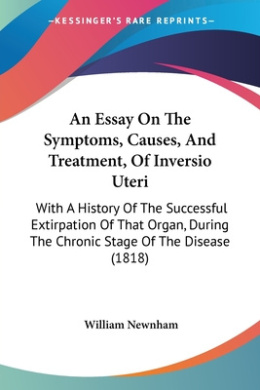 KESSINGER'S RARE REPRINTS
An Essay On The
Symptoms, Causes, And
Treatment, Of Inversio
Uteri
With A History Of The Successful
Extirpation Of That Organ, During
The Chronic Stage Of The Disease
(1818)
William Newnham